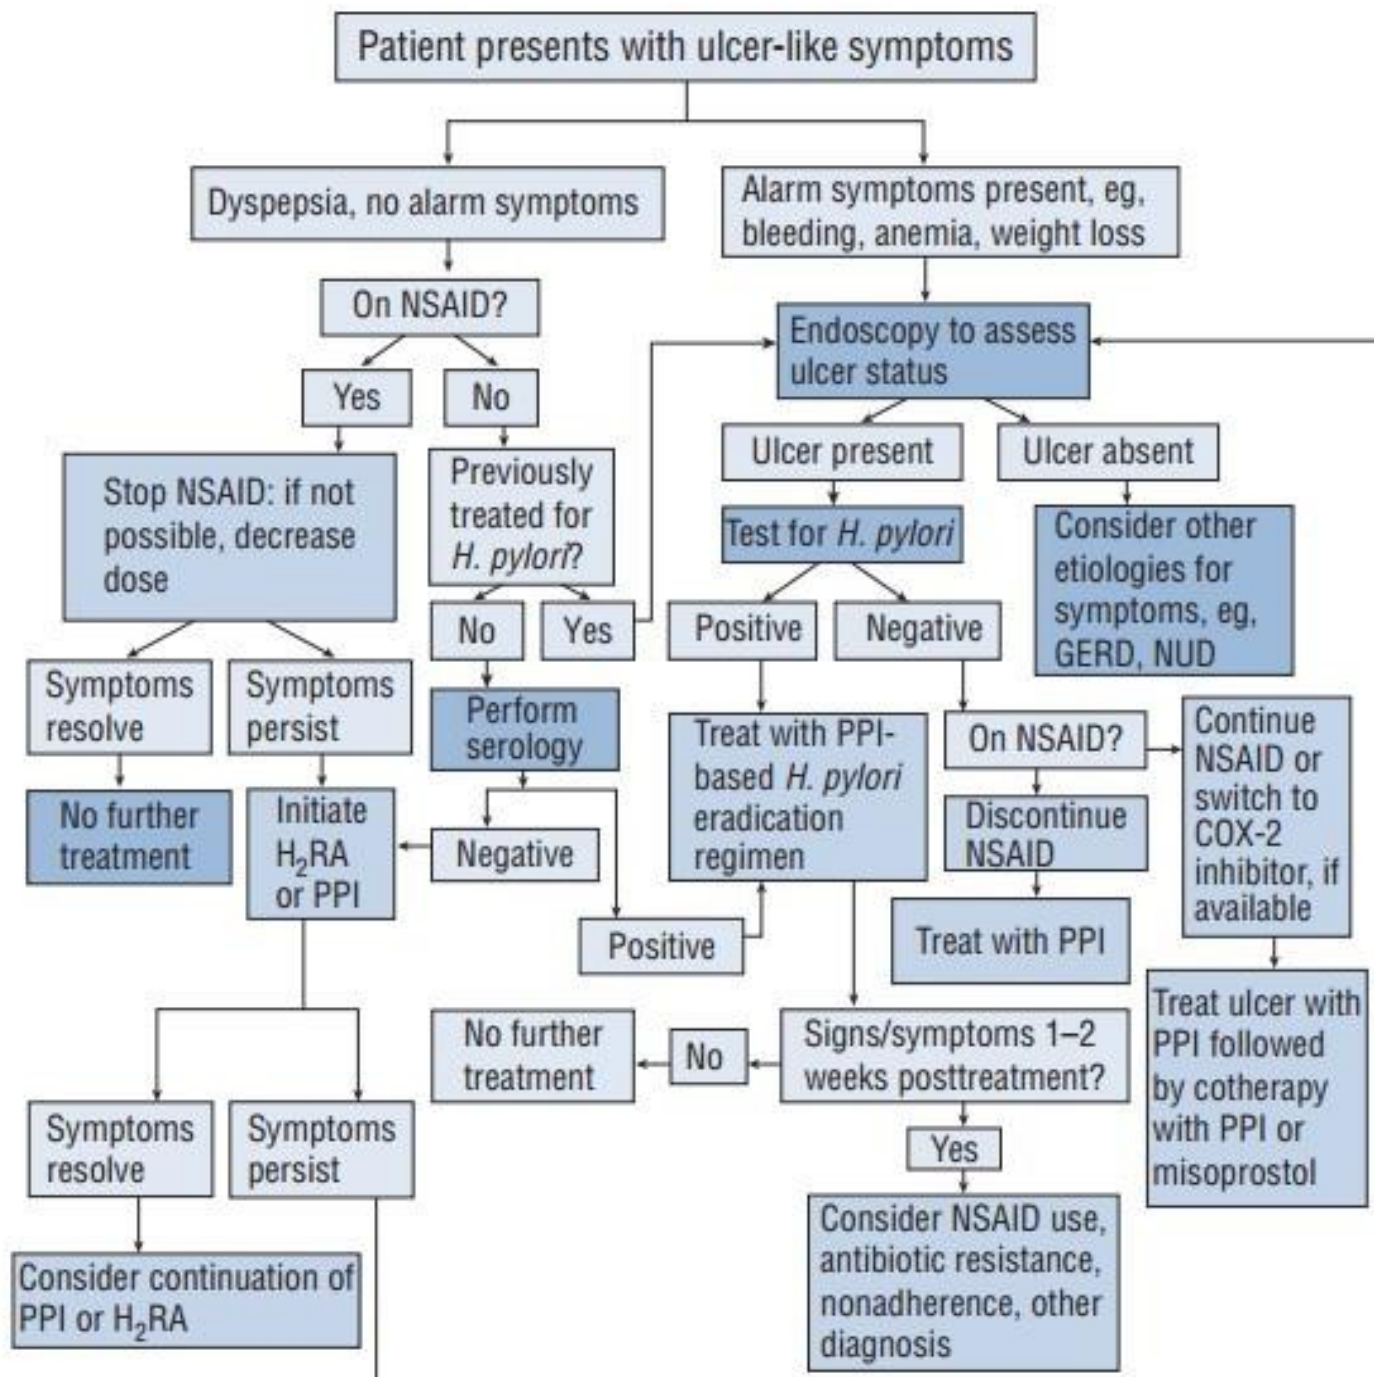 Patient presents with ulcer-like symptoms
Dyspepsia, no alarm symptoms
Alarm symptoms present, eg,
bleeding, anemia, weight loss
On NSAID?
Endoscopy to assess
ulcer status
Yes
No
Ulcer present
Ulcer absent
Stop NSAID: if not
possible, decrease
dose
Previously
treated for
H. pylori?
Test for H. pylori
Consider other
etiologies for
symptoms, eg,
GERD, NUD
No
Yes
Positive
Negative
Symptoms
resolve
Symptoms
persist
Perform
serology
Treat with PPI-
based H. pylori
eradication
regimen
On NSAID?
Continue
NSAID or
switch to
COX-2
inhibitor, if
available
No further
treatment
Initiate
H₂RA
or PPI
Negative
Discontinue
NSAID
Positive
Treat with PPI
No further
treatment
No
Signs/symptoms 1–2
weeks posttreatment?
Treat ulcer with
PPI followed
by cotherapy
with PPI or
misoprostol
Symptoms
resolve
Symptoms
persist
Yes
Consider continuation of
PPI or H₂RA
Consider NSAID use,
antibiotic resistance,
nonadherence, other
diagnosis